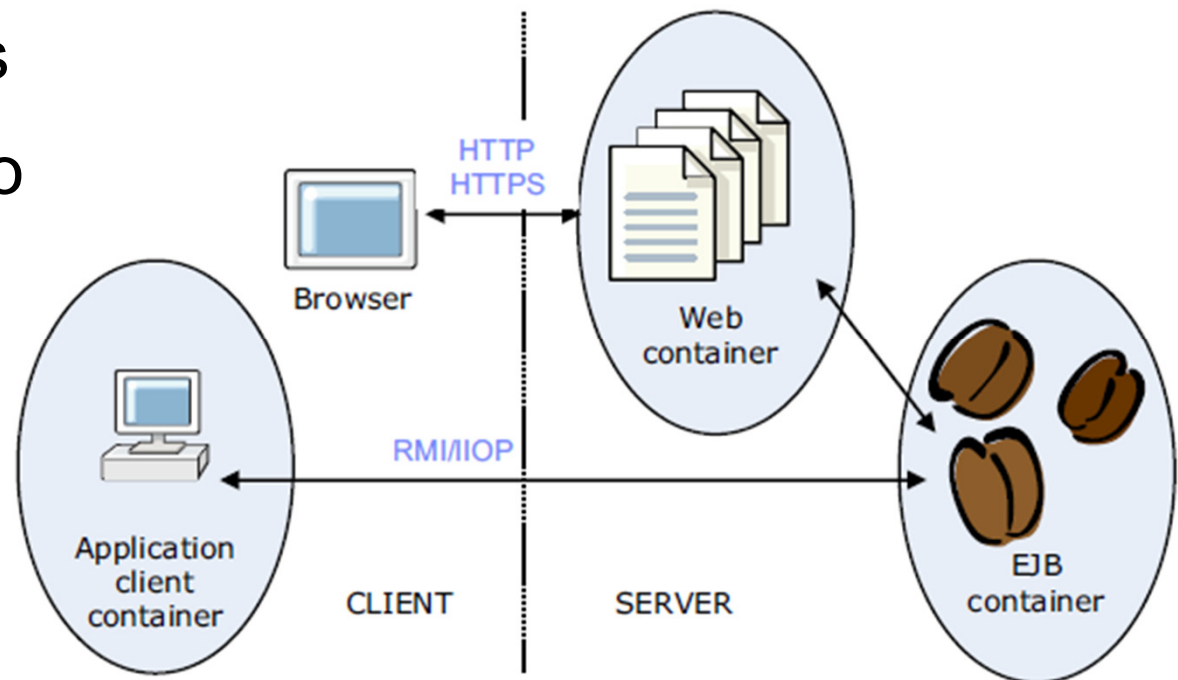 s
o
HTTP
HTTPS
Browser
Web
container
RMI/IIOP
Application
client
container
CLIENT
SERVER
EJB
container